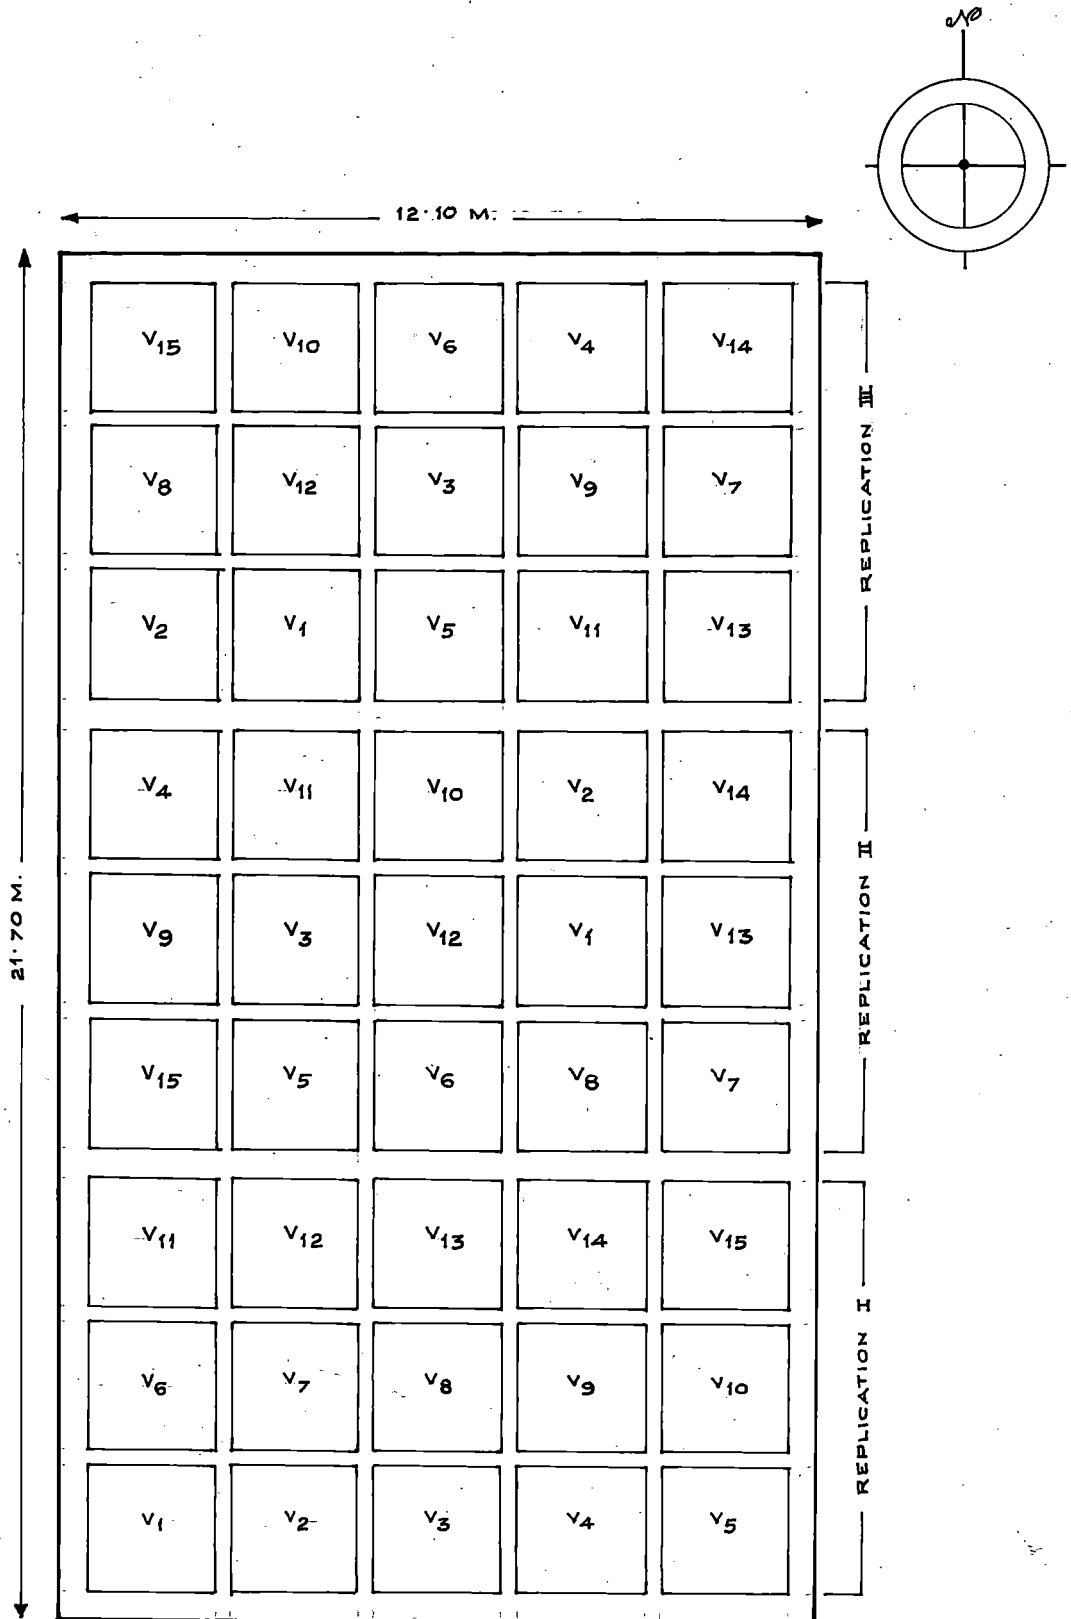 N
12·10 M.
V15 V10 V6 V4 V14
V8 V12 V3 V9 V7
V2 V1 V5 V11 V13
REPLICATION III
V4 V11 V10 V2 V14
V9 V3 V12 V1 V13
V15 V5 V6 V8 V7
REPLICATION II
21·70 M.
V11 V12 V13 V14 V15
V6 V7 V8 V9 V10
V1 V2 V3 V4 V5
REPLICATION I